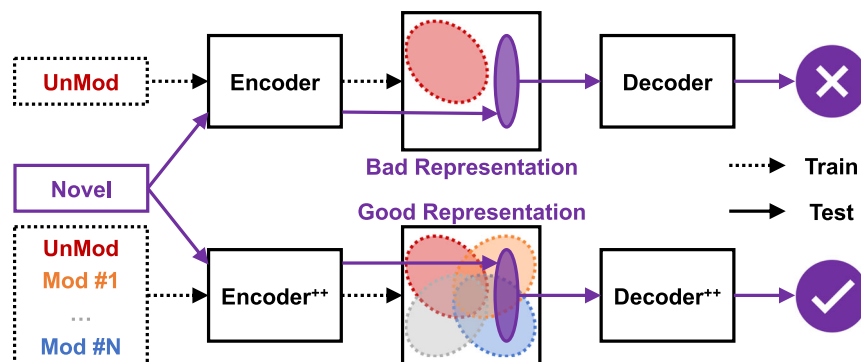 UnMod
Encoder
Decoder
Bad Representation
Novel
Train
Good Representation
Test
UnMod
Mod #1
...
Mod #N
Encoder++
Decoder++